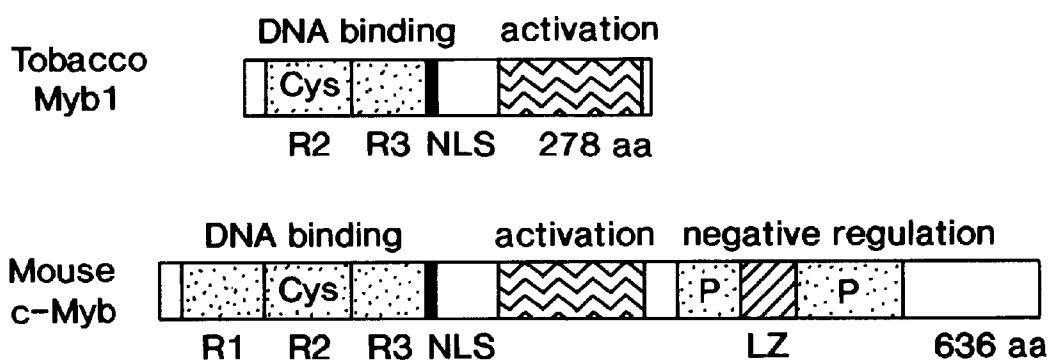 DNA binding activation
Tobacco
Myb1
Cys
R2 R3 NLS 278 aa
DNA binding activation negative regulation
Mouse
c-Myb
Cys P P
R1 R2 R3 NLS LZ 636 aa